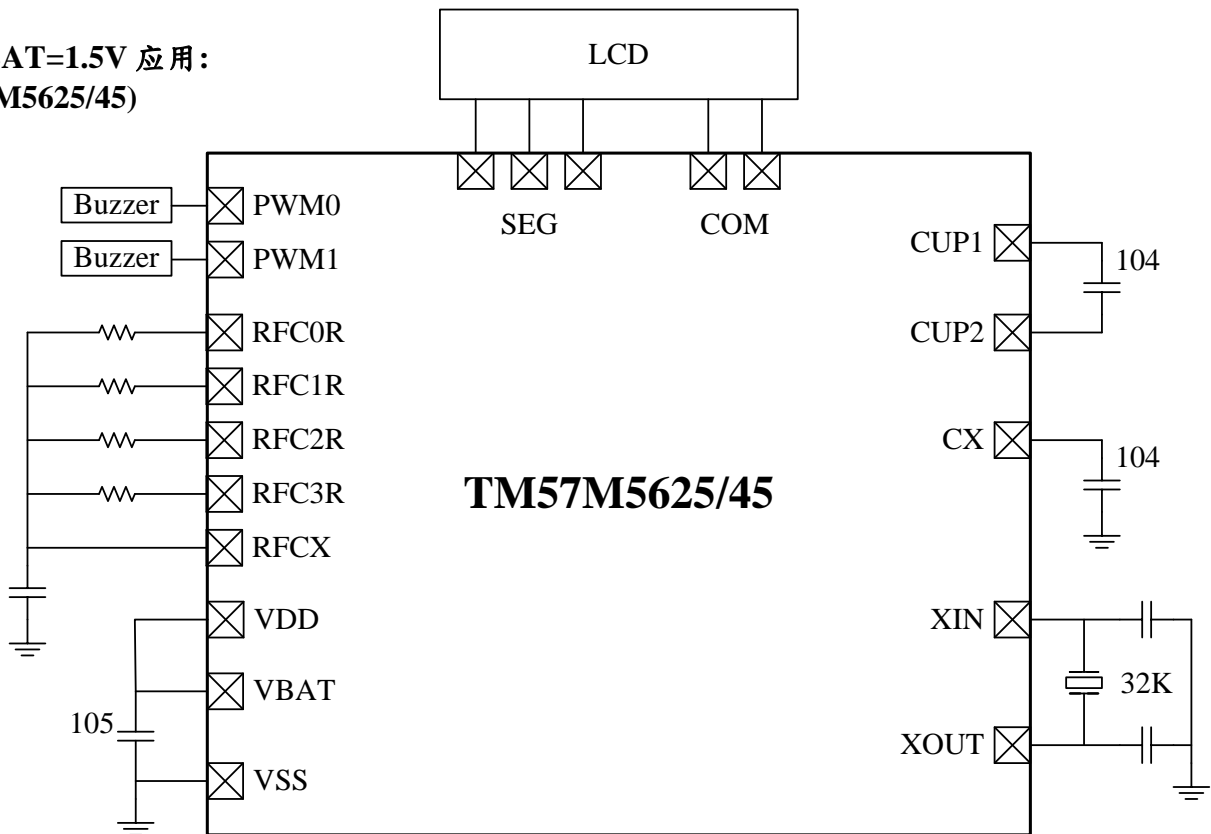 AT=1.5V 应用:
M5625/45)
LCD
SEG COM
Buzzer PWM0
Buzzer PWM1
RFC0R
RFC1R
RFC2R
RFC3R
RFCX
VDD
VBAT
105
VSS
TM57M5625/45
CUP1
104
CUP2
CX
104
XIN
32K
XOUT